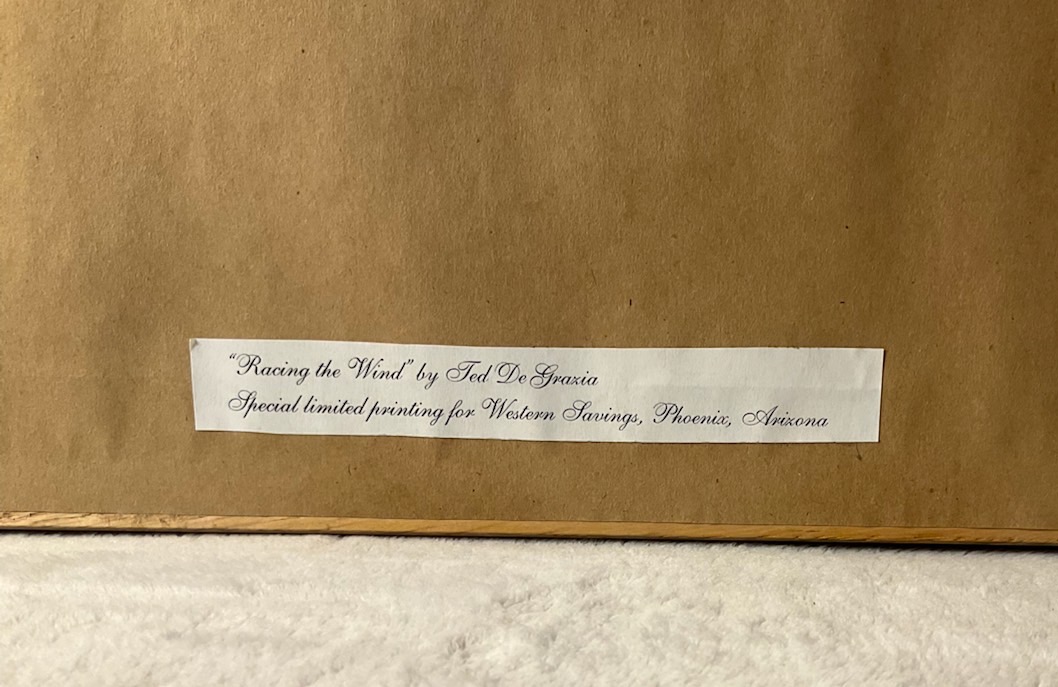 “Racing the Wind” by Ted De Grazia
Special limited printing for Western Savings, Phoenix, Arizona